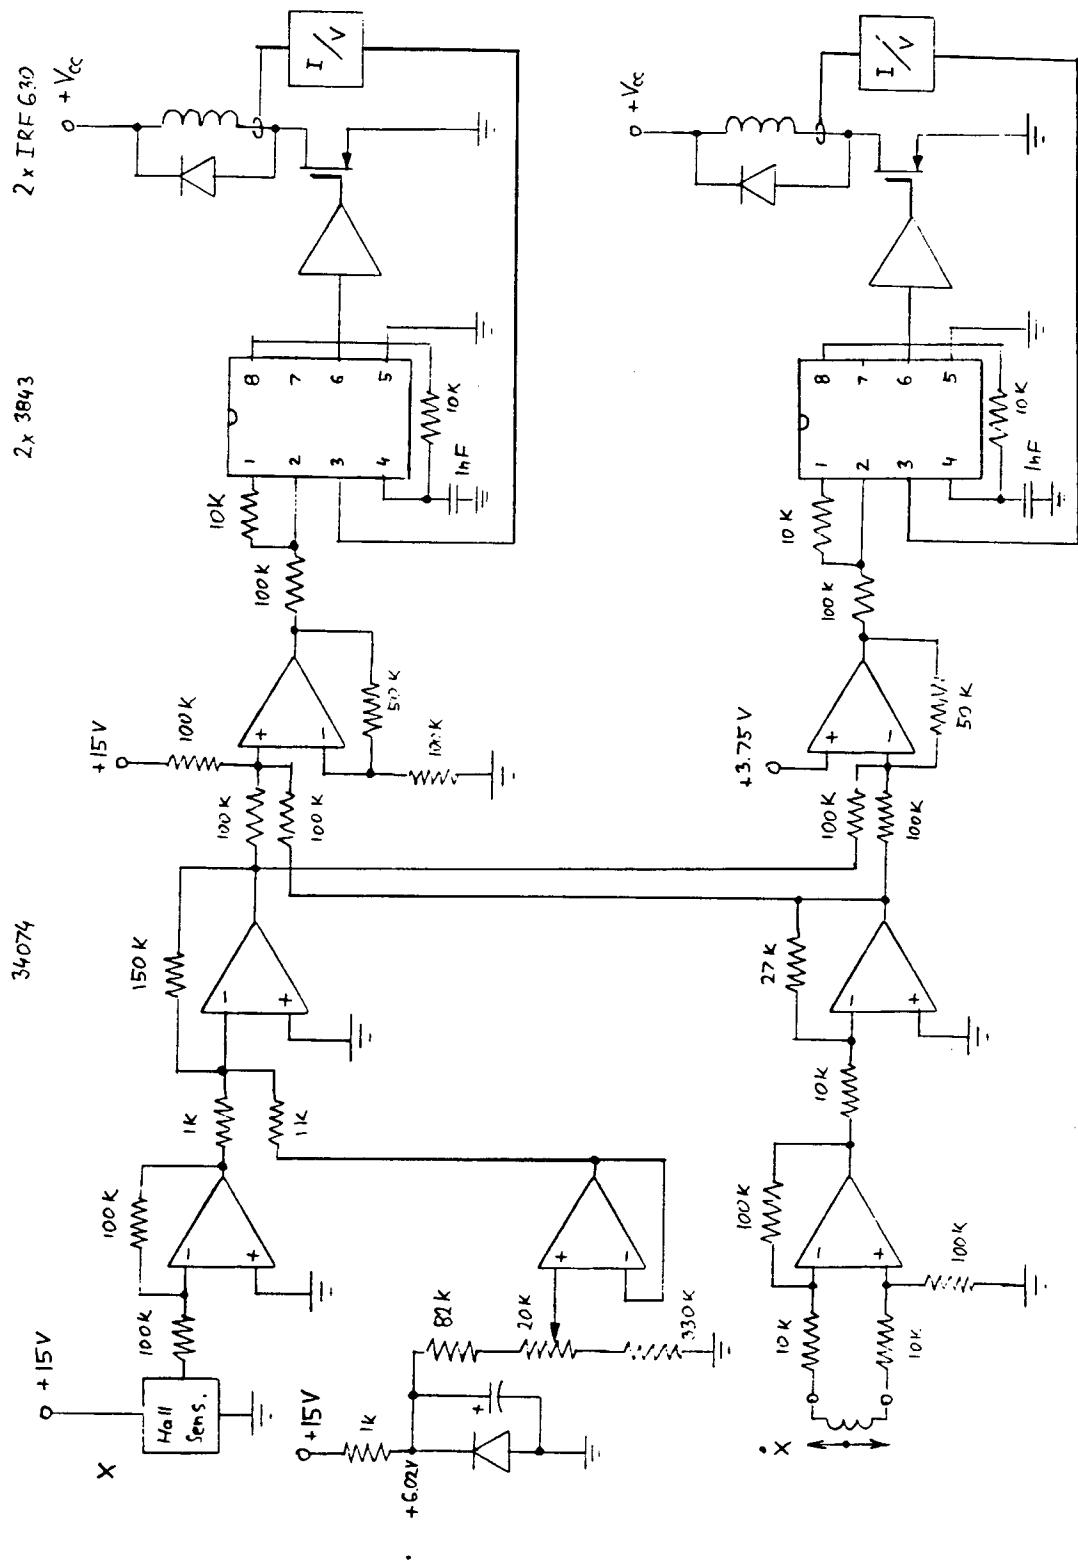 34074
2 x 3843
2 x IRF630
+15V
X
Hall
Sens.
100K
100K
-
+
1K
1K
150K
-
+
+15V
100K
100K
100K
+
-
50K
100K
100K
10K
1
2
3
4
8
7
6
5
10K
1nF
+Vcc
I/V
+15V
1K
+6.02V
+
82K
20K
330K
+
-
ẋ
10K
10K
100K
-
+
100K
10K
27K
-
+
+3.75V
100K
100K
+
-
50K
100K
10K
1
2
3
4
8
7
6
5
10K
1nF
+Vcc
I/V